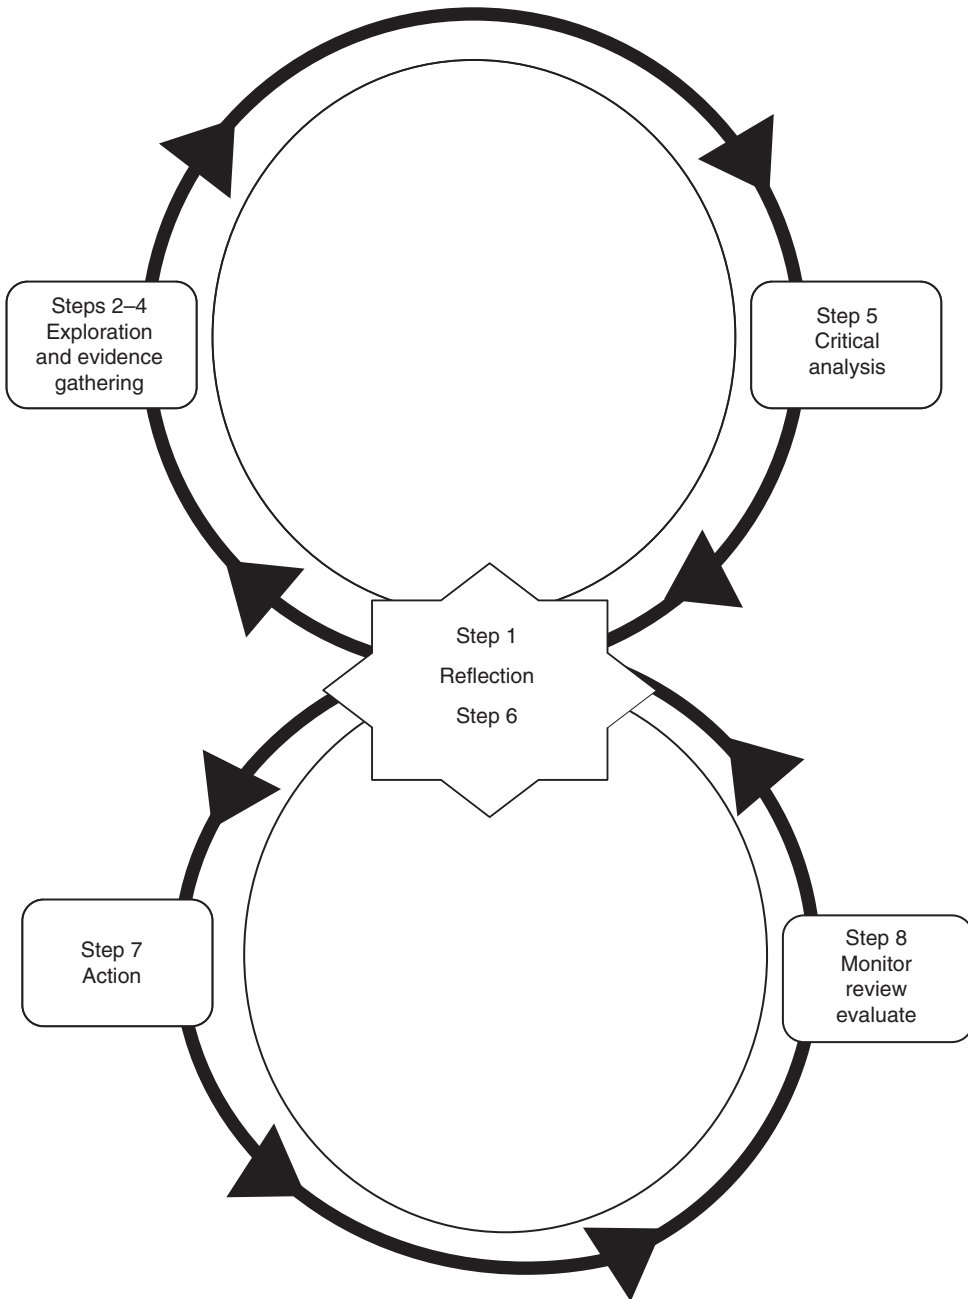 Steps 2–4
Exploration
and evidence
gathering
Step 5
Critical
analysis
Step 1
Reflection
Step 6
Step 7
Action
Step 8
Monitor
review
evaluate